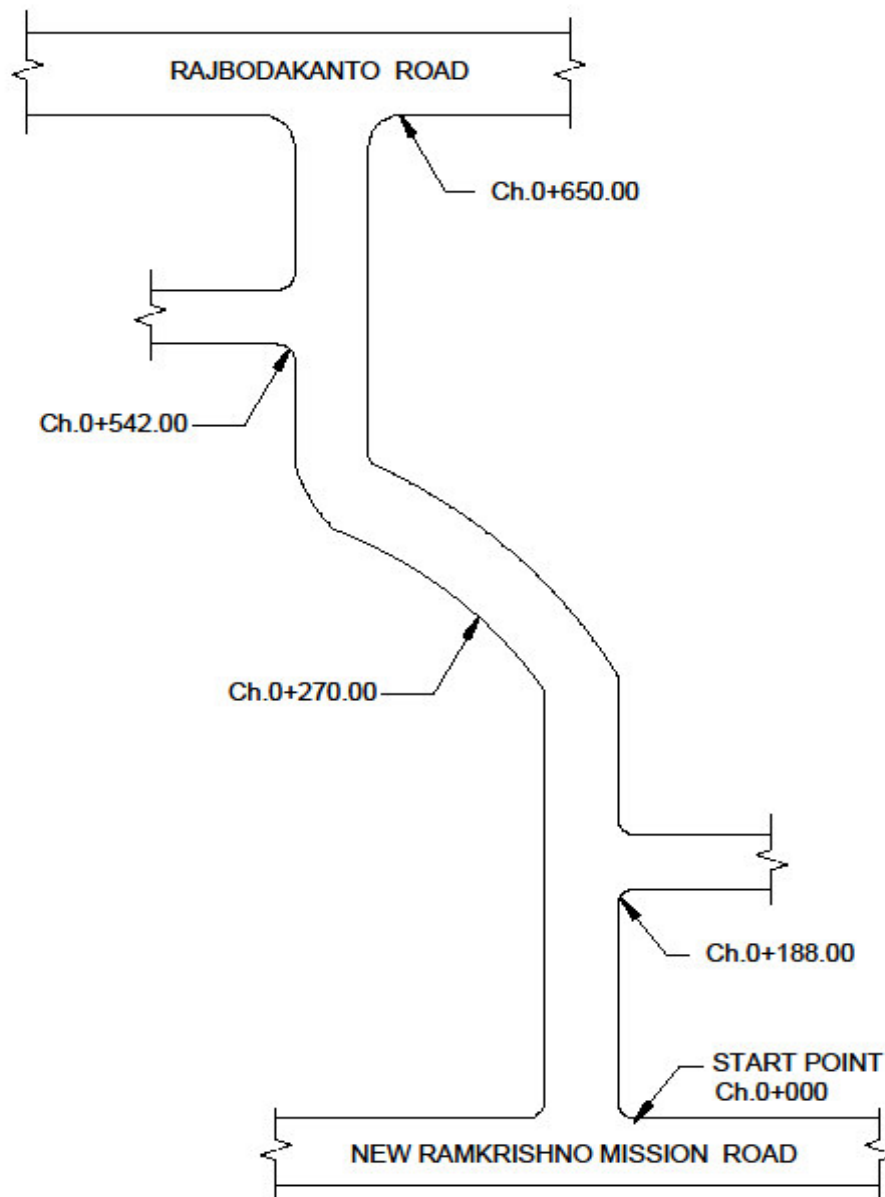 RAJBODAKANTO ROAD
Ch.0+650.00
Ch.0+542.00
Ch.0+270.00
Ch.0+188.00
START POINT
Ch.0+000
NEW RAMKRISHNO MISSION ROAD